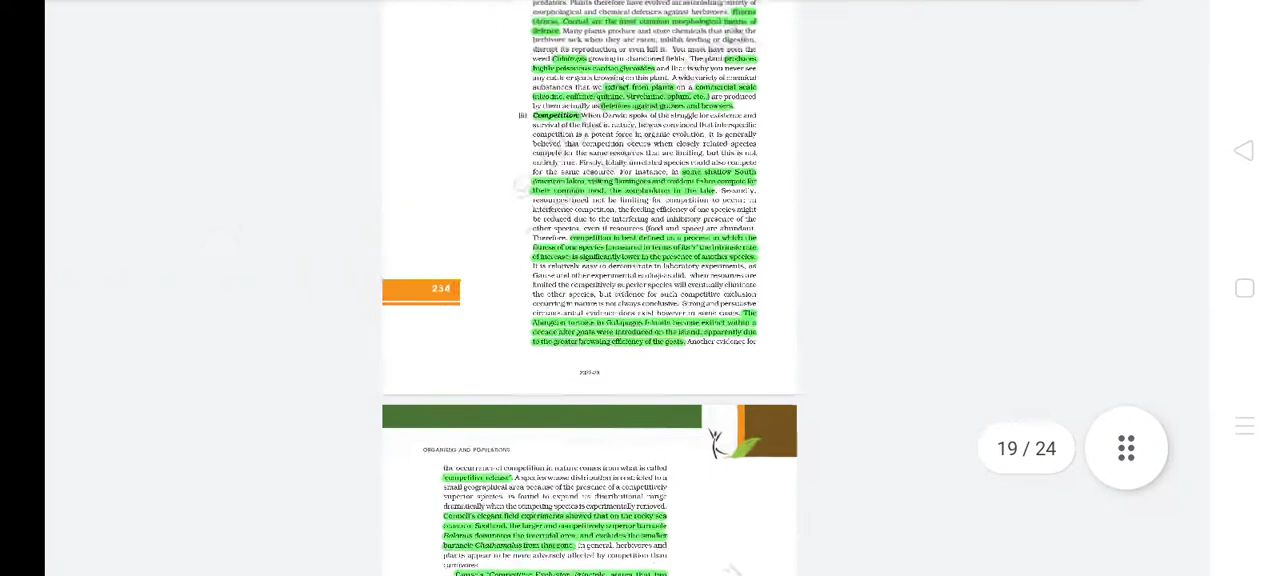 predators. Plants therefore have evolved an astonishing variety of
morphological and chemical defences against herbivores. Thorns
(Acacia, Cactus) are the most common morphological means of
defence. Many plants produce and store chemicals that make the
herbivore sick when they are eaten, inhibit feeding or digestion,
disrupt its reproduction or even kill it. You must have seen the
weed Calotropis growing in abandoned fields. The plant produces
highly poisonous cardiac glycosides and that is why you never see
any cattle or goats browsing on this plant. A wide variety of chemical
substances that we extract from plants on a commercial scale
(nicotine, caffeine, quinine, strychnine, opium, etc.,) are produced
by them actually as defences against grazers and browsers.
(ii) Competition: When Darwin spoke of the struggle for existence and
survival of the fittest in nature, he was convinced that interspecific
competition is a potent force in organic evolution. It is generally
believed that competition occurs when closely related species
compete for the same resources that are limiting, but this is not
entirely true. Firstly, totally unrelated species could also compete
for the same resource. For instance, in some shallow South
American lakes, visiting flamingoes and resident fishes compete for
their common food, the zooplankton in the lake. Secondly,
resources need not be limiting for competition to occur; in
interference competition, the feeding efficiency of one species might
be reduced due to the interfering and inhibitory presence of the
other species, even if resources (food and space) are abundant.
Therefore, competition is best defined as a process in which the
fitness of one species (measured in terms of its 'r' the intrinsic rate
of increase) is significantly lower in the presence of another species.
It is relatively easy to demonstrate in laboratory experiments, as
Gause and other experimental ecologists did, when resources are
limited the competitively superior species will eventually eliminate
the other species, but evidence for such competitive exclusion
occurring in nature is not always conclusive. Strong and persuasive
circumstantial evidence does exist however in some cases. The
Abingdon tortoise in Galapagos Islands became extinct within a
decade after goats were introduced on the island, apparently due
to the greater browsing efficiency of the goats. Another evidence for
234
19 / 24
ORGANISMS AND POPULATIONS
the occurrence of competition in nature comes from what is called
'competitive release'. A species whose distribution is restricted to a
small geographical area because of the presence of a competitively
superior species, is found to expand its distributional range
dramatically when the competing species is experimentally removed.
Connell's elegant field experiments showed that on the rocky sea
coasts of Scotland, the larger and competitively superior barnacle
Balanus dominates the intertidal area, and excludes the smaller
barnacle Chathamalus from that zone. In general, herbivores and
plants appear to be more adversely affected by competition than
carnivores.
Gause's 'Competitive Exclusion Principle' states that two